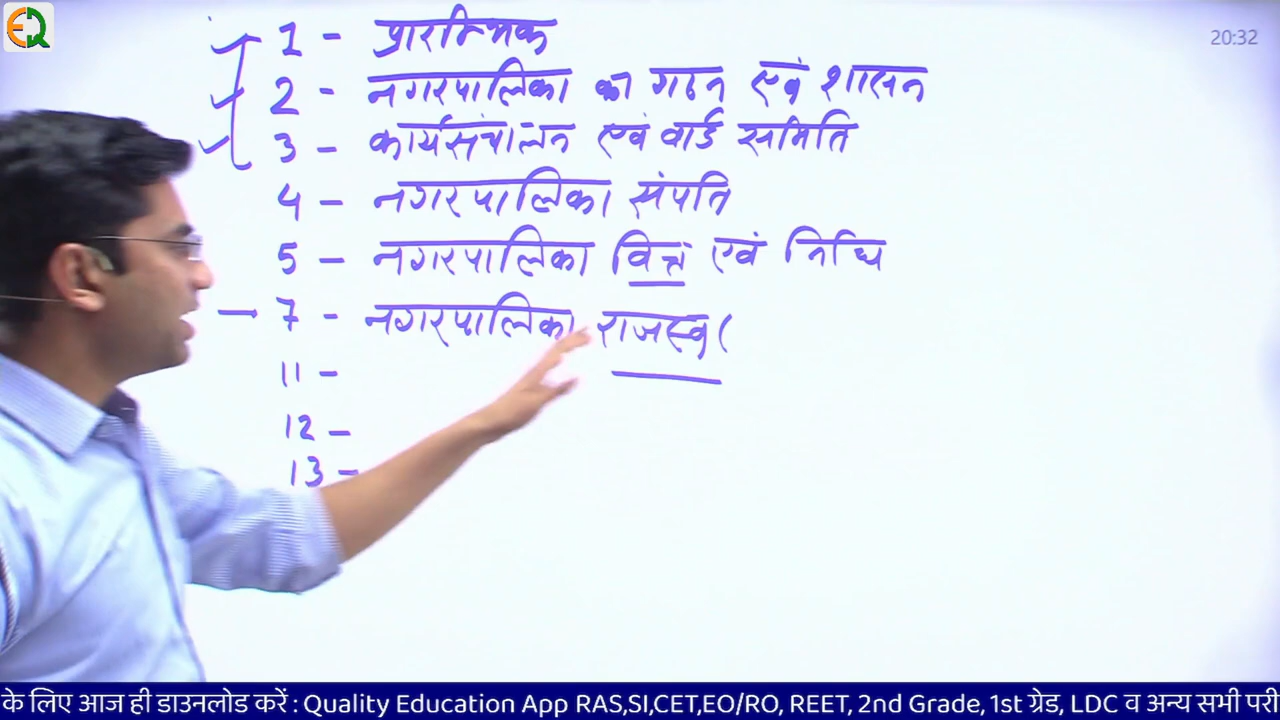 EQ
20:32
1 - प्रारम्भिक
2 - नगरपालिका का गठन एवं शासन
3 - कार्यसंचालन एवं वार्ड समिति
4 - नगरपालिका संपति
5 - नगरपालिका वित्त एवं निधि
7 - नगरपालिका राजस्व (
11 -
12 -
13 -
के लिए आज ही डाउनलोड करें : Quality Education App RAS,SI,CET,EO/RO, REET, 2nd Grade, 1st ग्रेड, LDC व अन्य सभी परी